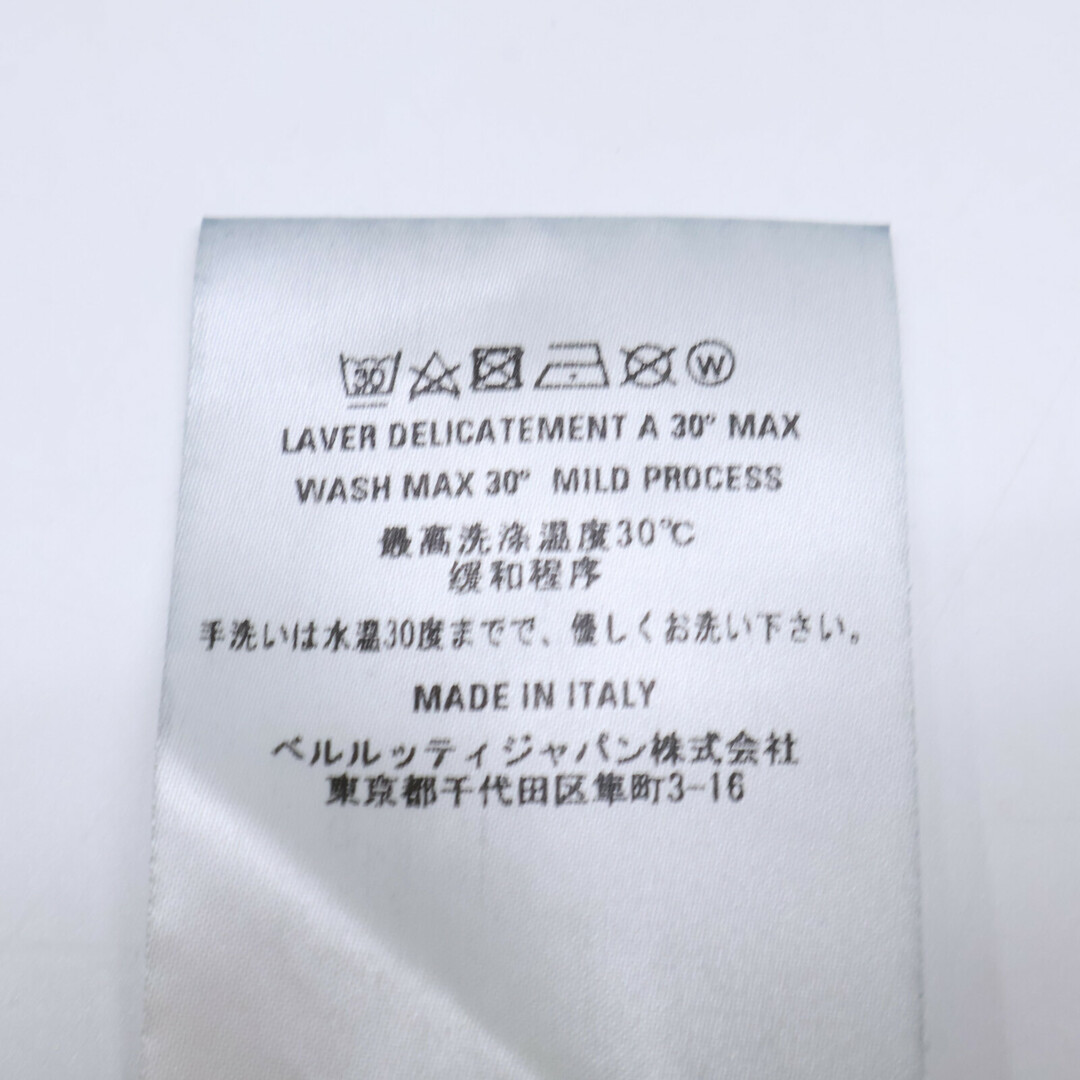 30 W
LAVER DELICATEMENT A 30° MAX
WASH MAX 30° MILD PROCESS
最高洗涤温度30℃
缓和程序
手洗いは水温30度までで、優しくお洗い下さい。
MADE IN ITALY
ベルルッティジャパン株式会社
東京都千代田区隼町3-16